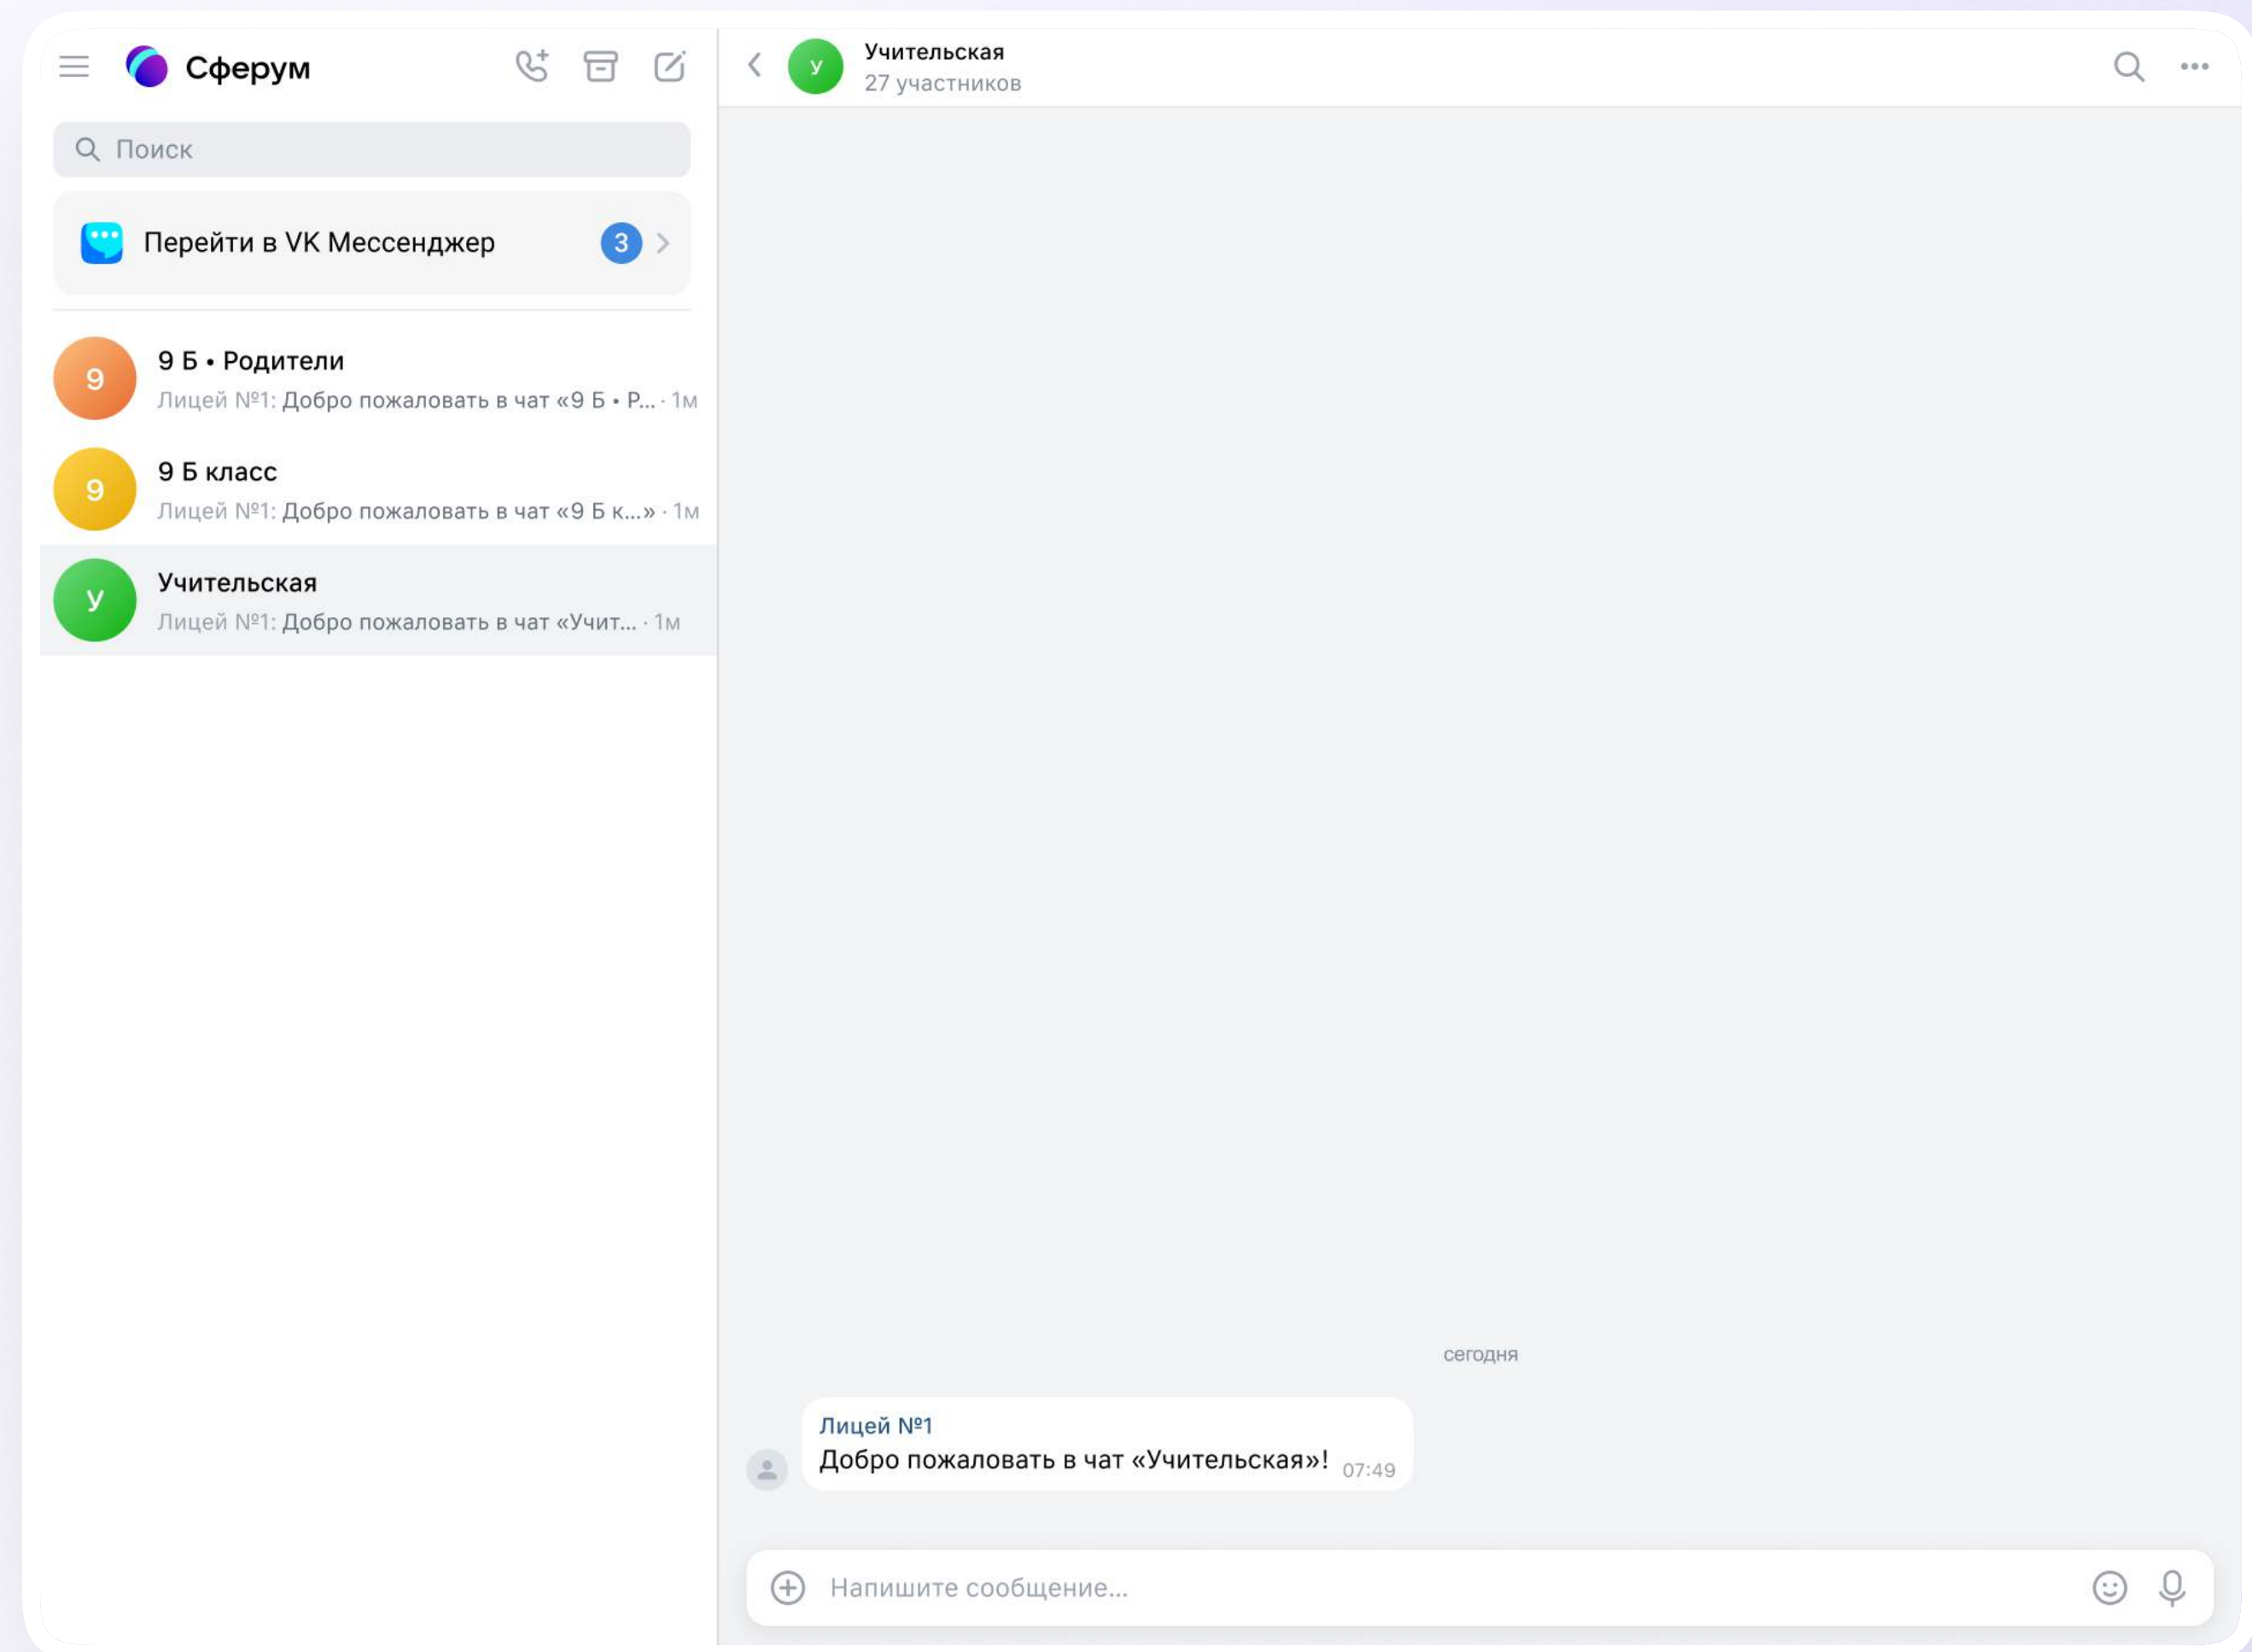 Сферум
Поиск
Перейти в VK Мессенджер
3
9
9 Б • Родители
Лицей №1: Добро пожаловать в чат «9 Б • Р... · 1м
9
9 Б класс
Лицей №1: Добро пожаловать в чат «9 Б к...» · 1м
У
Учительская
Лицей №1: Добро пожаловать в чат «Учит... · 1м
У
Учительская
27 участников
сегодня
Лицей №1
Добро пожаловать в чат «Учительская»! 07:49
Напишите сообщение...